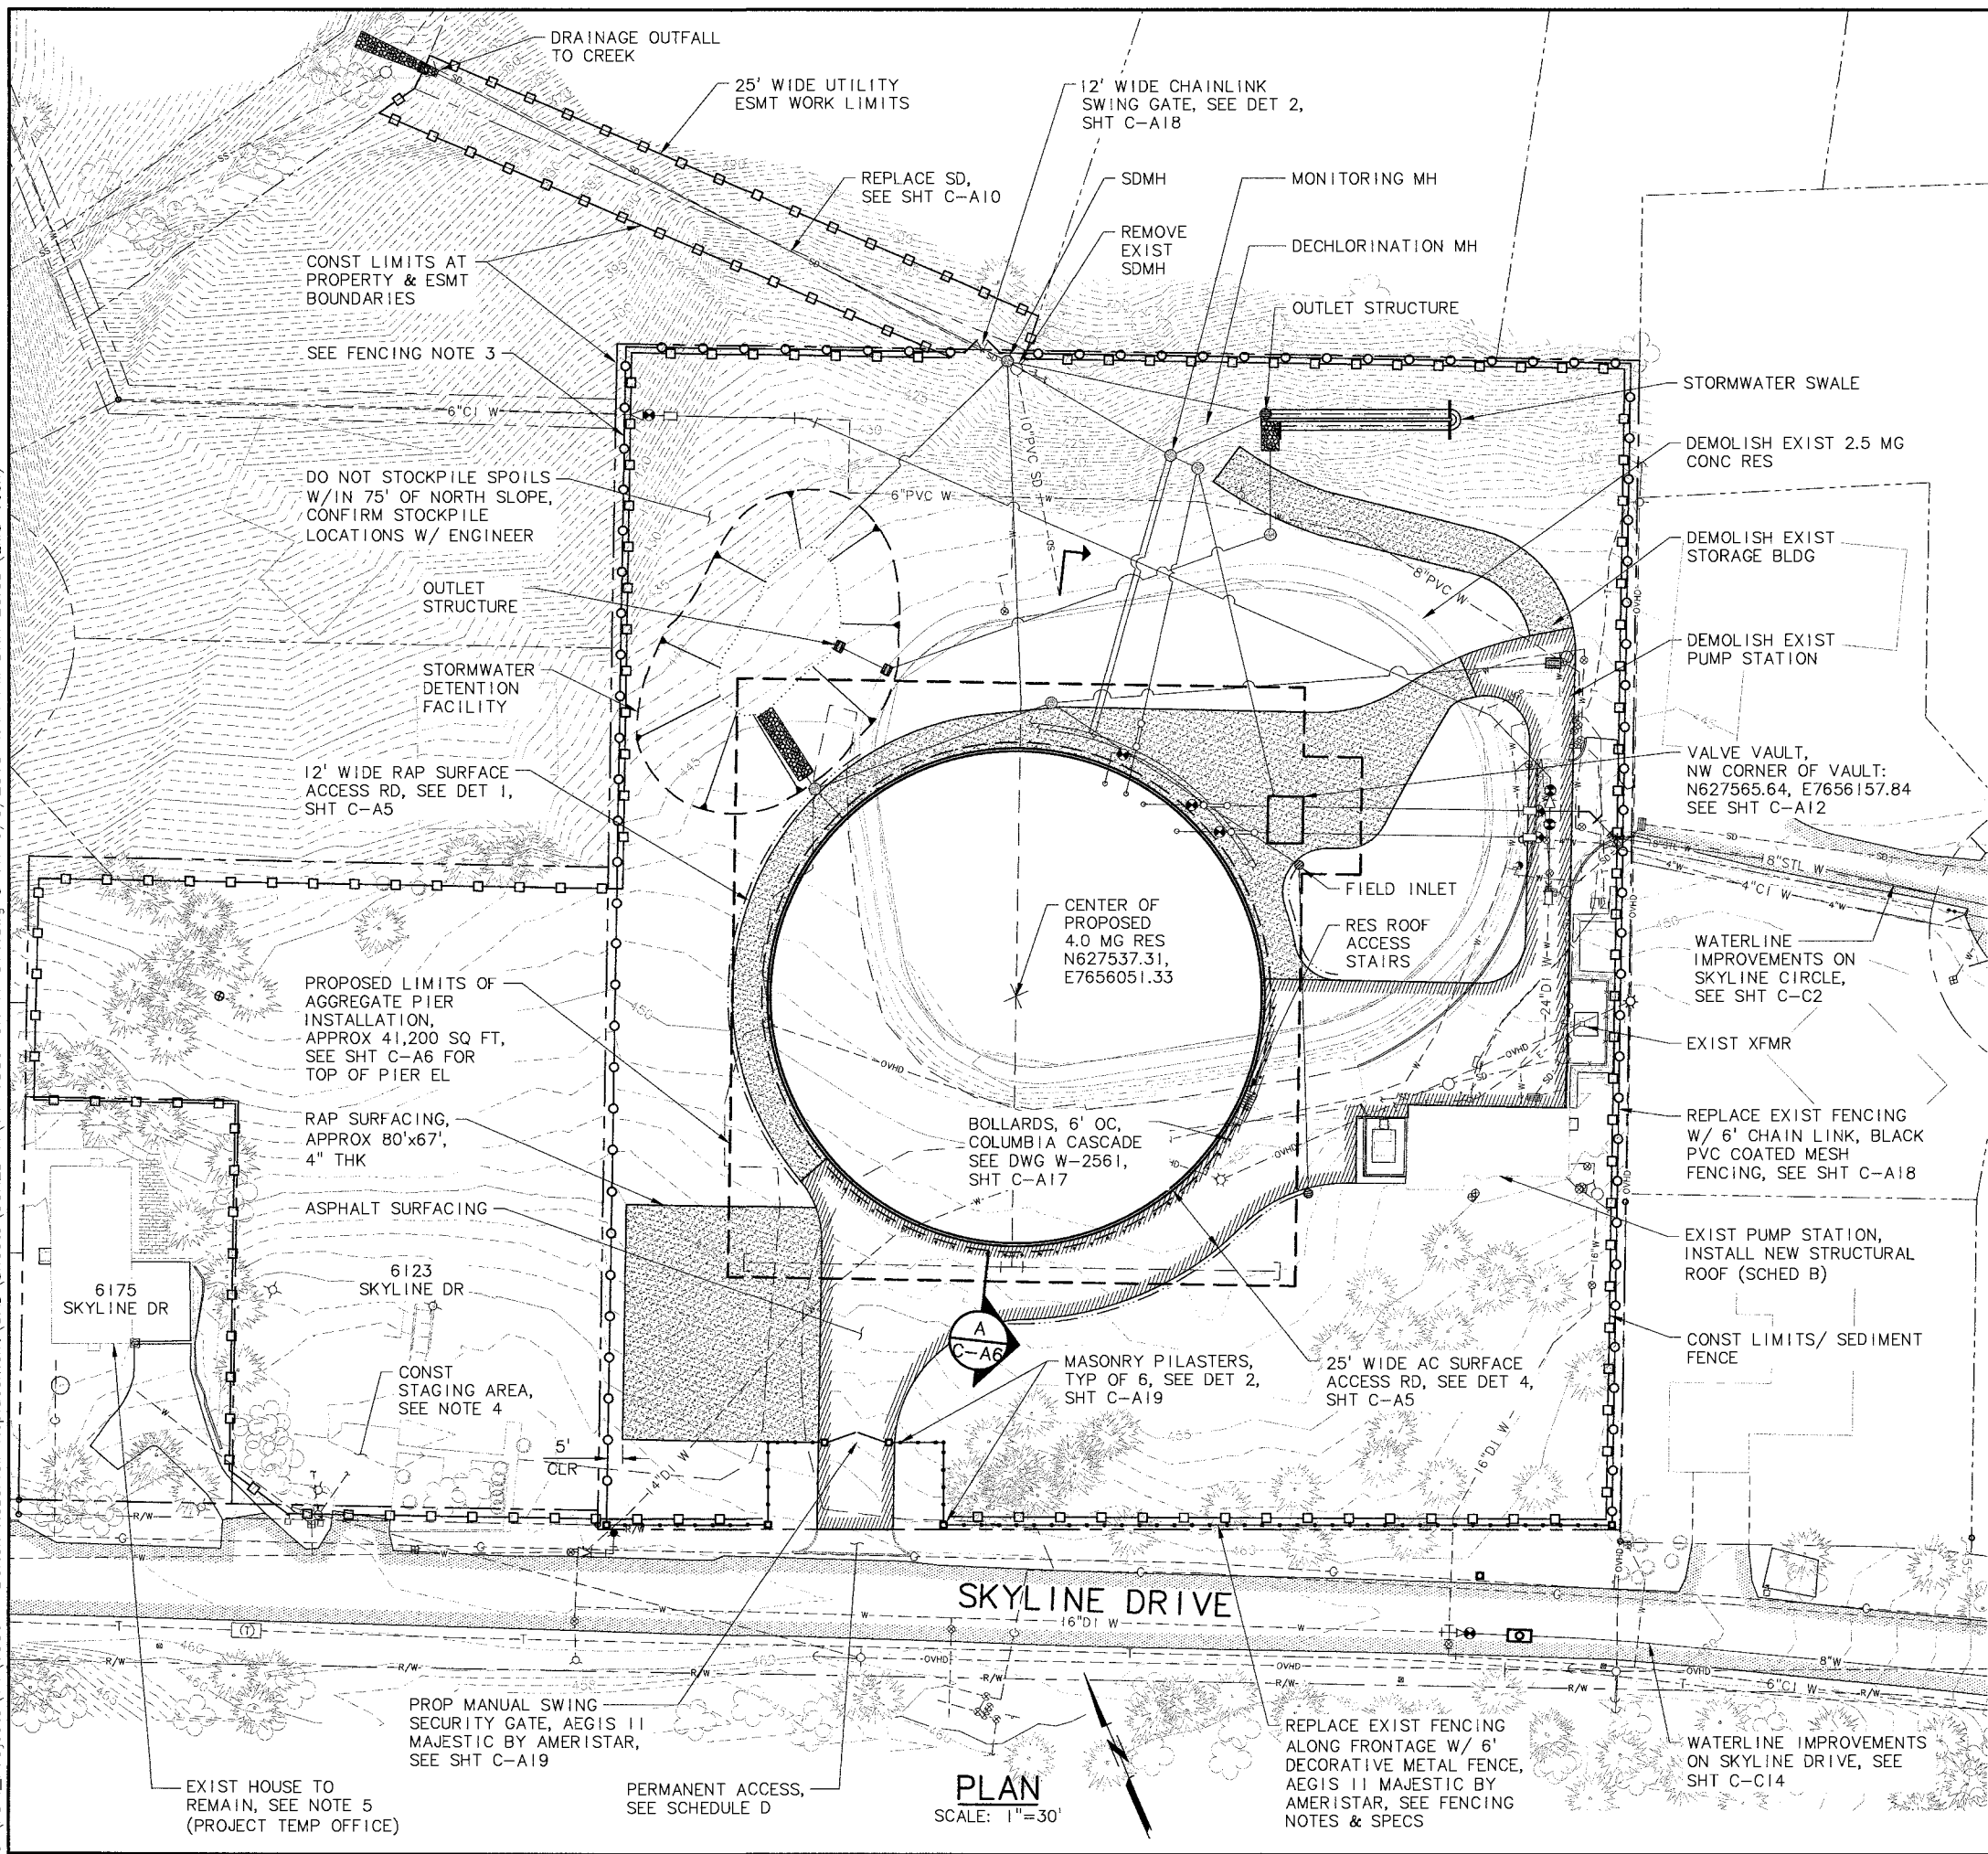 DRAINAGE OUTFALL
TO CREEK
25' WIDE UTILITY
ESMT WORK LIMITS
12' WIDE CHAINLINK
SWING GATE, SEE DET 2,
SHT C-A18
REPLACE SD,
SEE SHT C-A10
SDMH
MONITORING MH
REMOVE
EXIST
SDMH
DECHLORINATION MH
CONST LIMITS AT
PROPERTY & ESMT
BOUNDARIES
OUTLET STRUCTURE
SEE FENCING NOTE 3
STORMWATER SWALE
6"CI W
DEMOLISH EXIST 2.5 MG
CONC RES
DO NOT STOCKPILE SPOILS
W/IN 75' OF NORTH SLOPE,
CONFIRM STOCKPILE
LOCATIONS W/ ENGINEER
6"PVC W
10"PVC SD
8"PVC W
DEMOLISH EXIST
STORAGE BLDG
OUTLET
STRUCTURE
DEMOLISH EXIST
PUMP STATION
STORMWATER
DETENTION
FACILITY
VALVE VAULT,
NW CORNER OF VAULT:
N627565.64, E7656157.84
SEE SHT C-A12
12' WIDE RAP SURFACE
ACCESS RD, SEE DET 1,
SHT C-A5
18"STL W
4"CI W
FIELD INLET
CENTER OF
PROPOSED
4.0 MG RES
N627537.31,
E7656051.33
RES ROOF
ACCESS
STAIRS
WATERLINE
IMPROVEMENTS ON
SKYLINE CIRCLE,
SEE SHT C-C2
24"DI W
PROPOSED LIMITS OF
AGGREGATE PIER
INSTALLATION,
APPROX 41,200 SQ FT,
SEE SHT C-A6 FOR
TOP OF PIER EL
EXIST XFMR
OVHD
RAP SURFACING,
APPROX 80'x67',
4" THK
BOLLARDS, 6' OC,
COLUMBIA CASCADE
SEE DWG W-2561,
SHT C-A17
REPLACE EXIST FENCING
W/ 6' CHAIN LINK, BLACK
PVC COATED MESH
FENCING, SEE SHT C-A18
ASPHALT SURFACING
EXIST PUMP STATION,
INSTALL NEW STRUCTURAL
ROOF (SCHED B)
6175
SKYLINE DR
6123
SKYLINE DR
16"W
A
C-A6
CONST LIMITS/ SEDIMENT
FENCE
CONST
STAGING AREA,
SEE NOTE 4
MASONRY PILASTERS,
TYP OF 6, SEE DET 2,
SHT C-A19
25' WIDE AC SURFACE
ACCESS RD, SEE DET 4,
SHT C-A5
5'
CLR
14"DI W
16"DI W
R/W
SKYLINE DRIVE
16"DI W
8"W
6"CI W
OVHD
R/W
PROP MANUAL SWING
SECURITY GATE, AEGIS II
MAJESTIC BY AMERISTAR,
SEE SHT C-A19
REPLACE EXIST FENCING
ALONG FRONTAGE W/ 6'
DECORATIVE METAL FENCE,
AEGIS II MAJESTIC BY
AMERISTAR, SEE FENCING
NOTES & SPECS
WATERLINE IMPROVEMENTS
ON SKYLINE DRIVE, SEE
SHT C-C14
EXIST HOUSE TO
REMAIN, SEE NOTE 5
(PROJECT TEMP OFFICE)
PERMANENT ACCESS,
SEE SCHEDULE D
PLAN
SCALE: 1"=30'